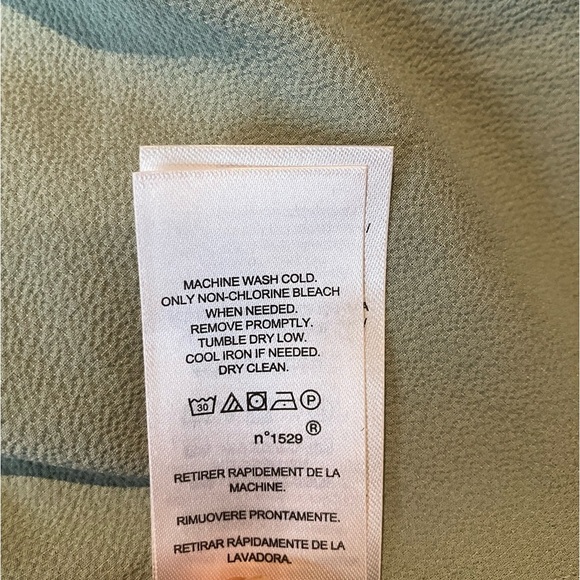 MACHINE WASH COLD.
ONLY NON-CHLORINE BLEACH
WHEN NEEDED.
REMOVE PROMPTLY.
TUMBLE DRY LOW.
COOL IRON IF NEEDED.
DRY CLEAN.
30 P
n°1529 ®
RETIRER RAPIDEMENT DE LA
MACHINE.
RIMUOVERE PRONTAMENTE.
RETIRAR RÁPIDAMENTE DE LA
LAVADORA.